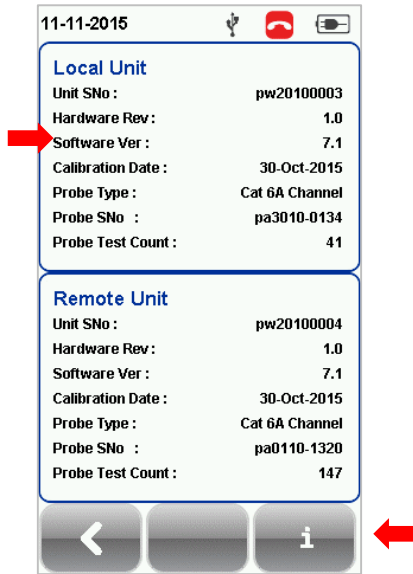 11-11-2015
Local Unit
Unit SNo : pw20100003
Hardware Rev : 1.0
Software Ver : 7.1
Calibration Date : 30-Oct-2015
Probe Type : Cat 6A Channel
Probe SNo : pa3010-0134
Probe Test Count : 41
Remote Unit
Unit SNo : pw20100004
Hardware Rev : 1.0
Software Ver : 7.1
Calibration Date : 30-Oct-2015
Probe Type : Cat 6A Channel
Probe SNo : pa0110-1320
Probe Test Count : 147
i